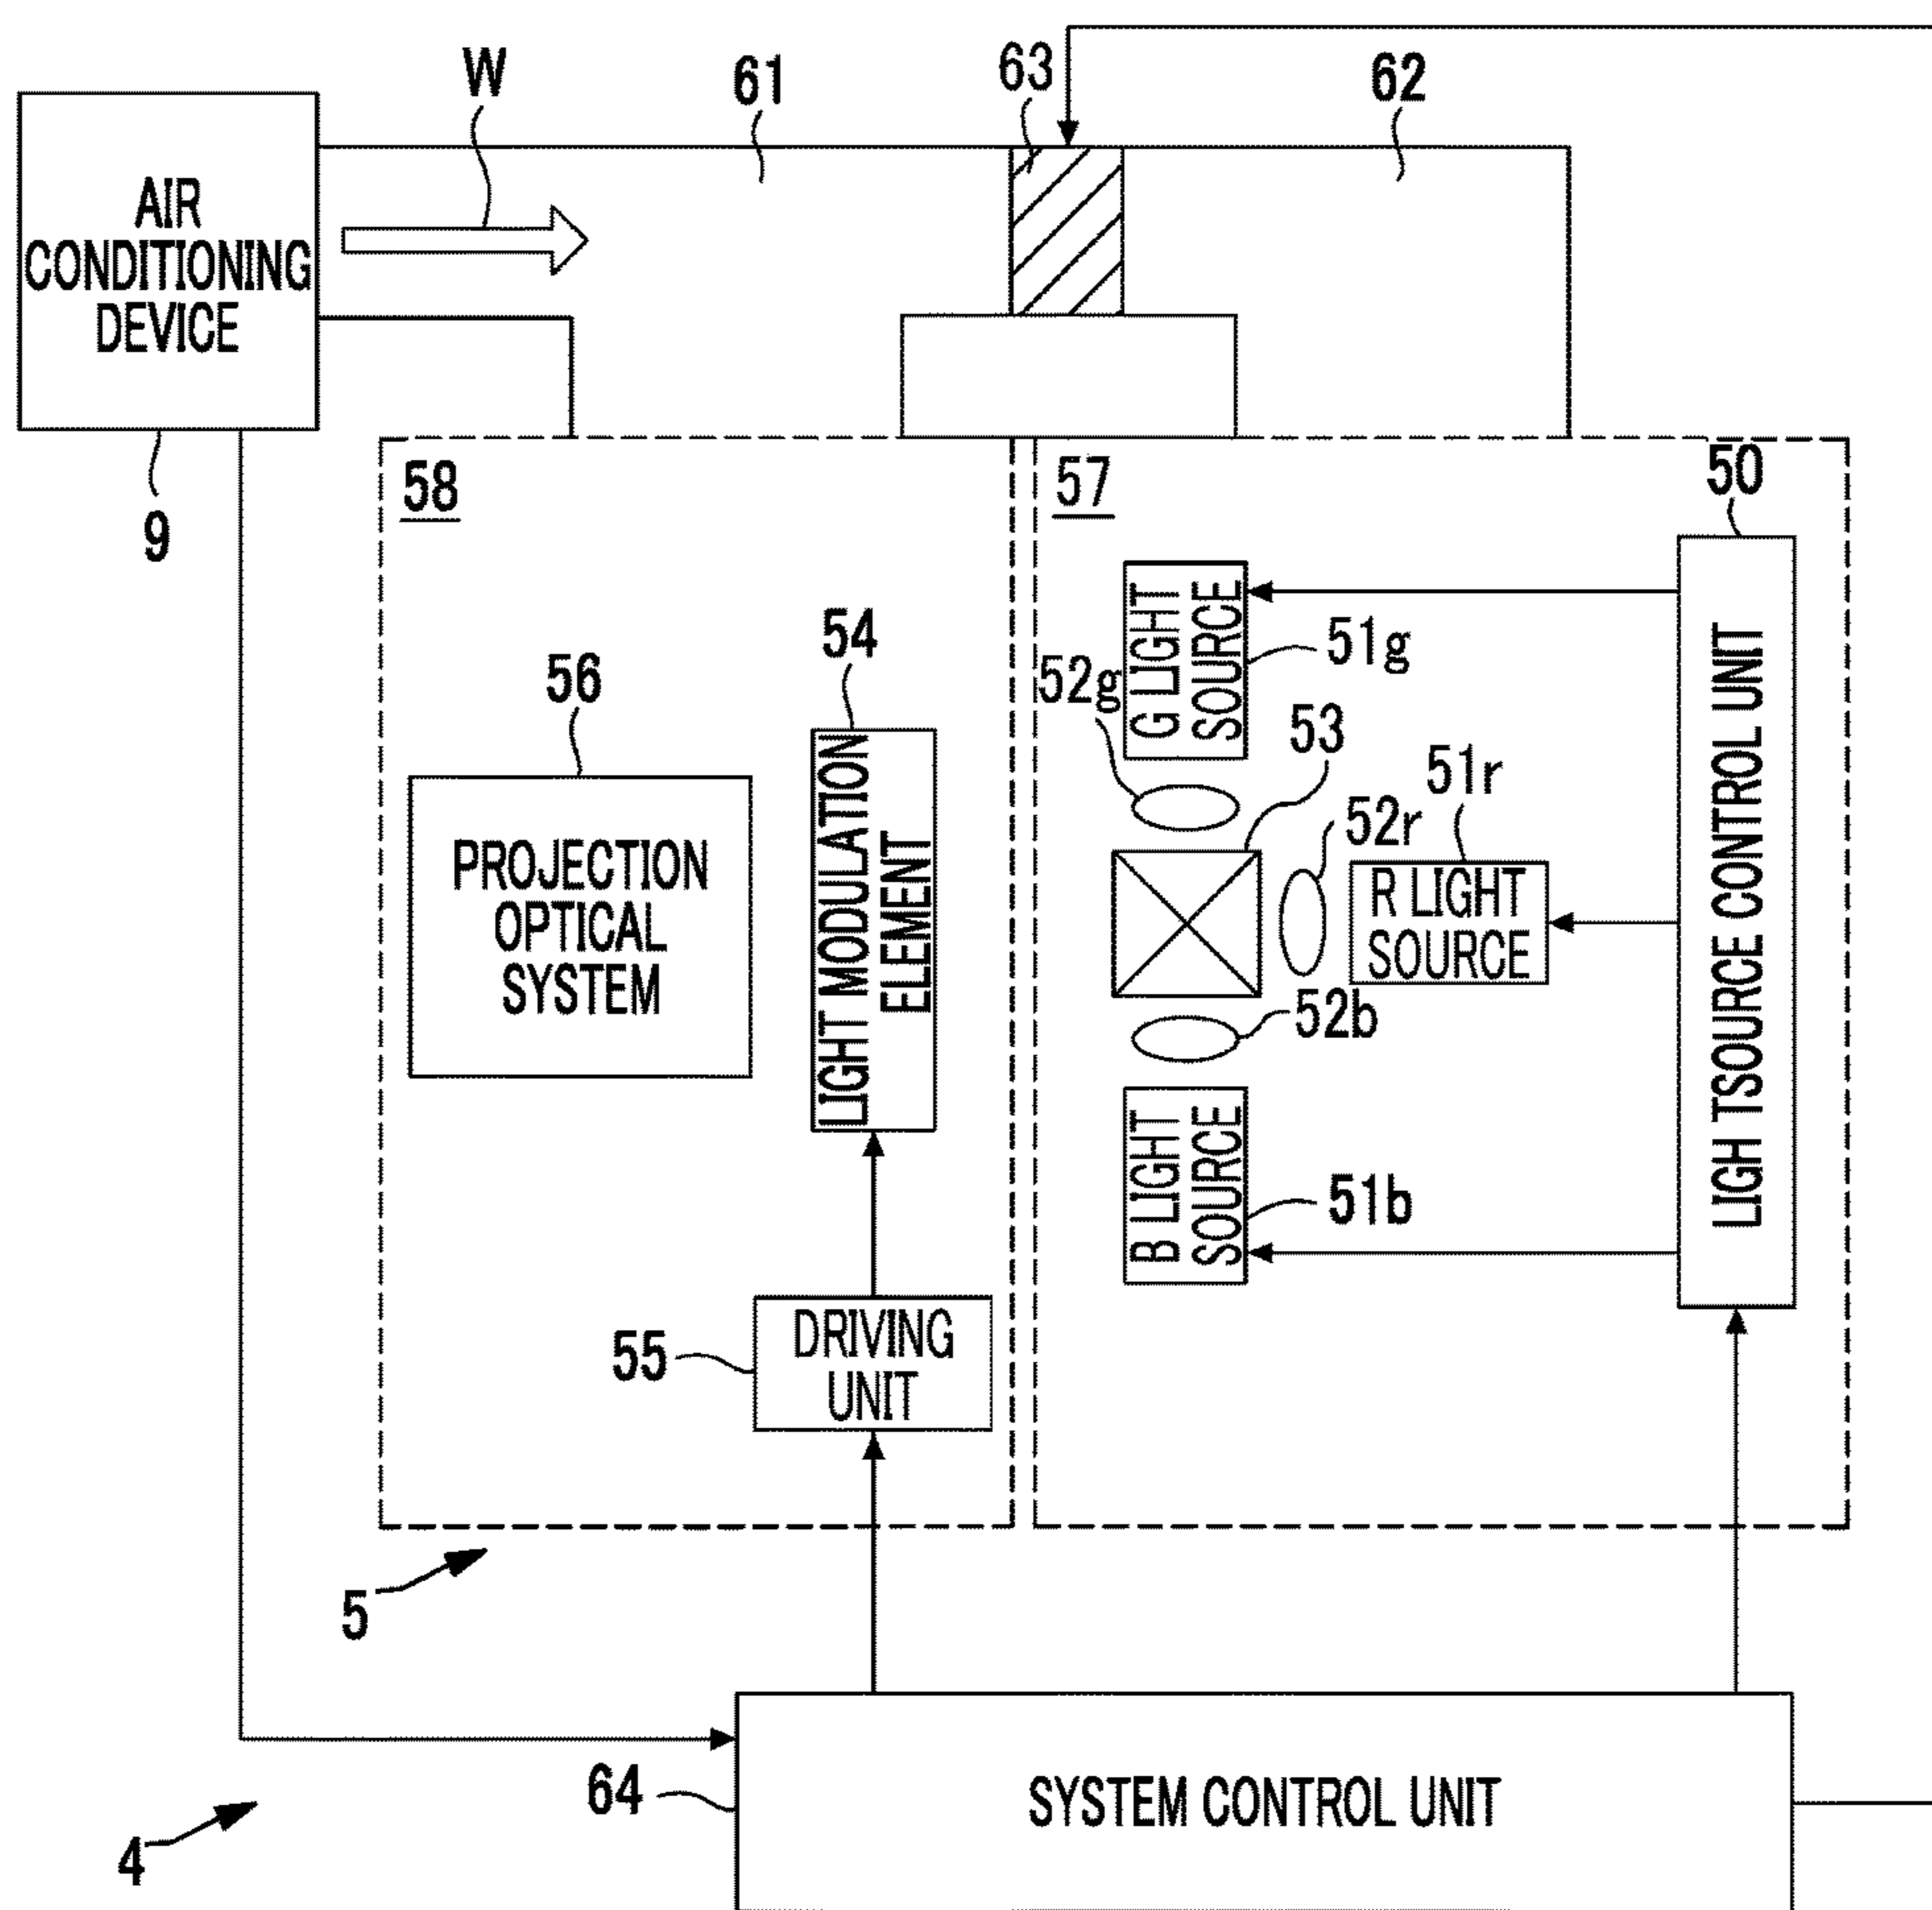 W
61
63
62
AIR
CONDITIONING
DEVICE
9
58
57
50
54
56
PROJECTION
OPTICAL
SYSTEM
LIGHT MODULATION
ELEMENT
G LIGHT
SOURCE
51g
52g
53
51r
52r
R LIGHT
SOURCE
52b
B LIGHT
SOURCE
51b
LIGH TSOURCE CONTROL UNIT
55
DRIVING
UNIT
5
64
SYSTEM CONTROL UNIT
4